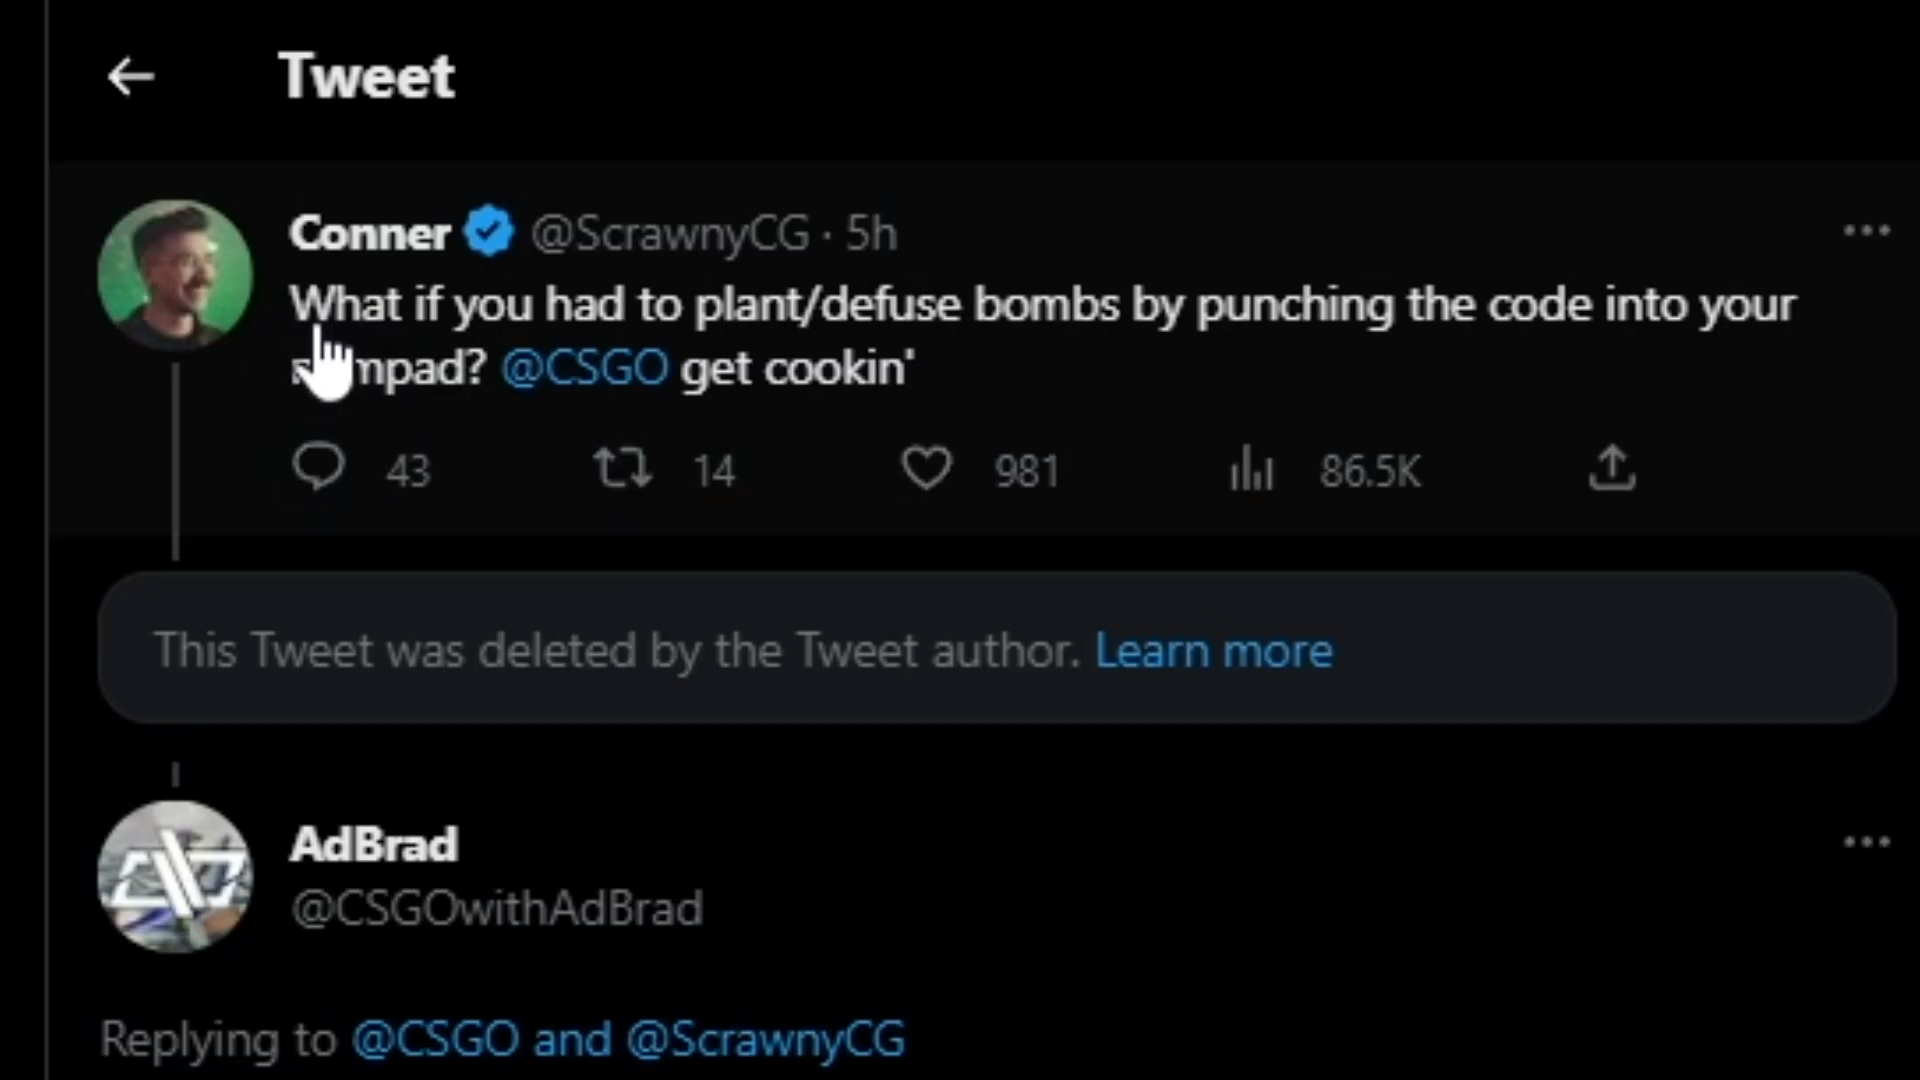 Tweet
Conner @ScrawnyCG · 5h
What if you had to plant/defuse bombs by punching the code into your
@CSGO get cookin'
43 14 981 86.5K
This Tweet was deleted by the Tweet author. Learn more
AdBrad
@CSGOwithAdBrad
Replying to @CSGO and @ScrawnyCG